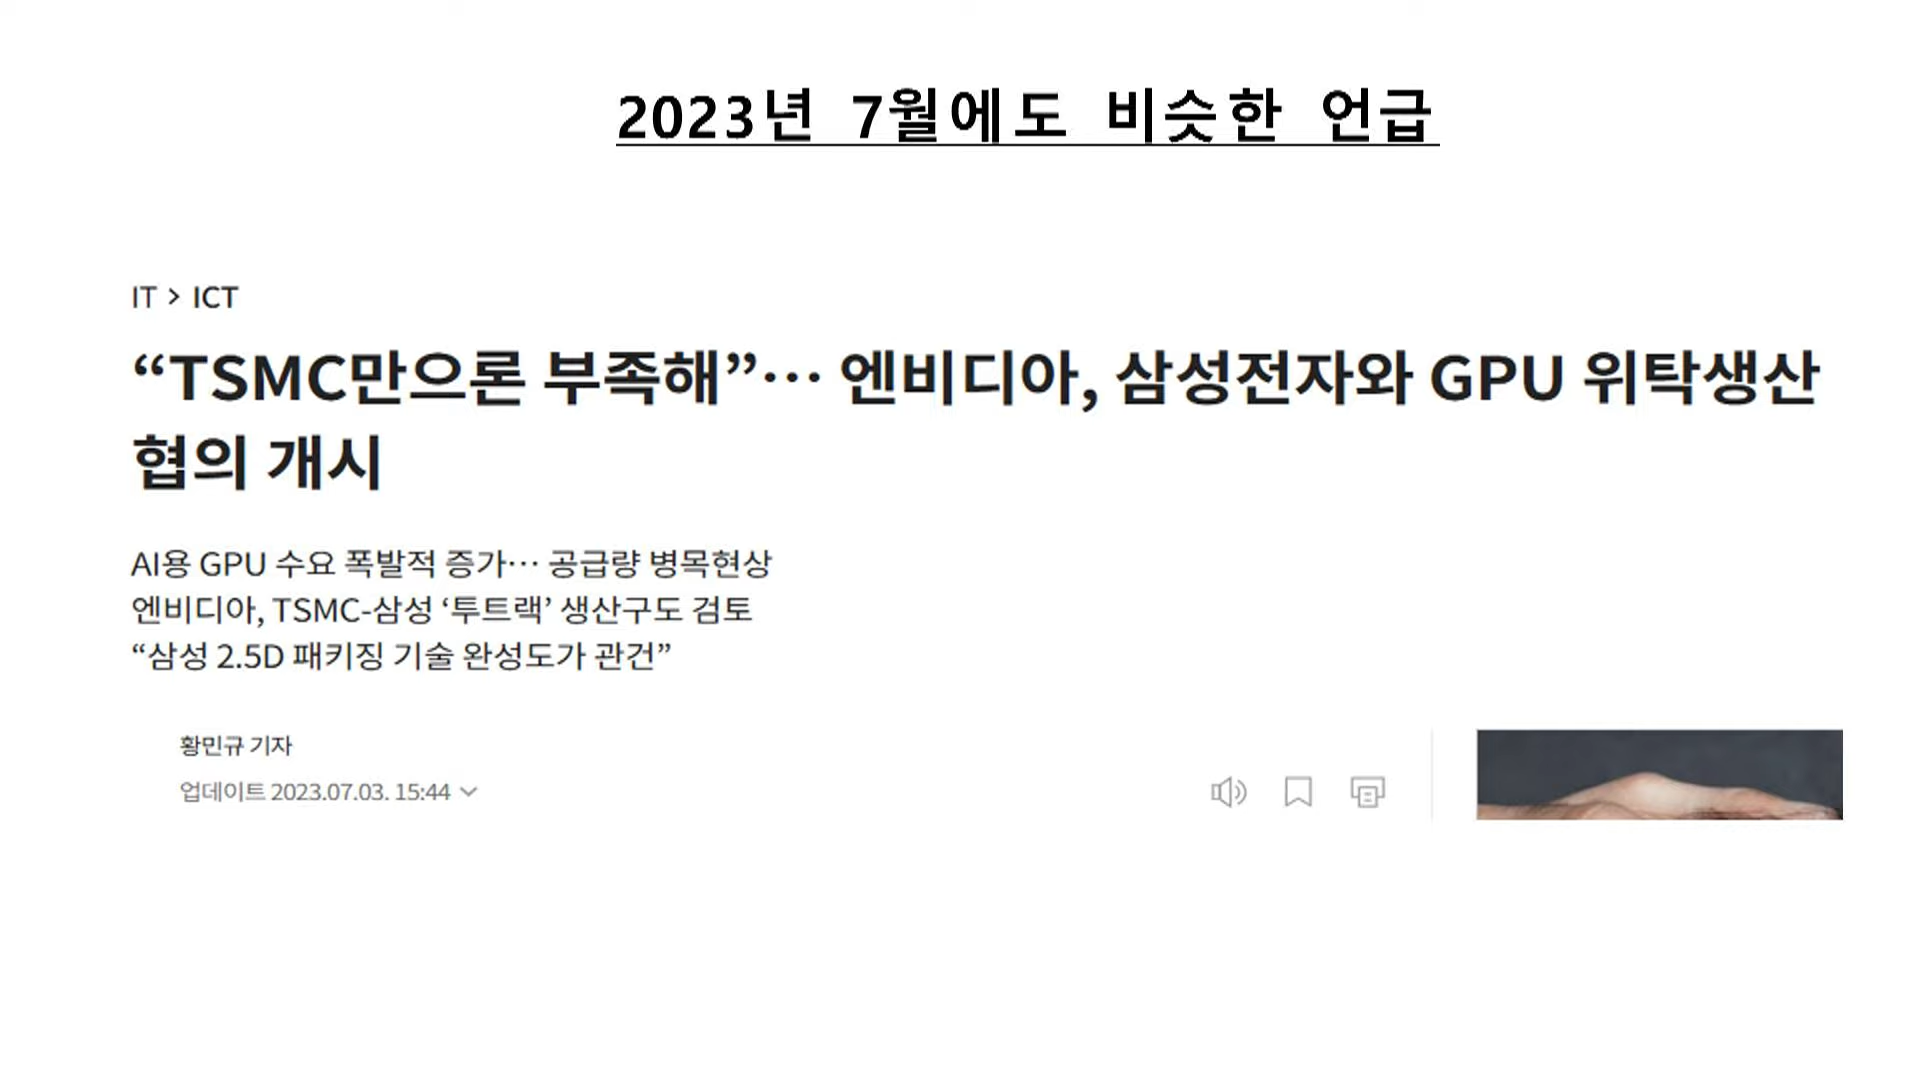 2023년 7월에도 비슷한 언급
IT > ICT
“TSMC만으론 부족해”… 엔비디아, 삼성전자와 GPU 위탁생산
협의 개시
AI용 GPU 수요 폭발적 증가… 공급량 병목현상
엔비디아, TSMC-삼성 ‘투트랙’ 생산구도 검토
“삼성 2.5D 패키징 기술 완성도가 관건”
황민규 기자
업데이트 2023.07.03. 15:44